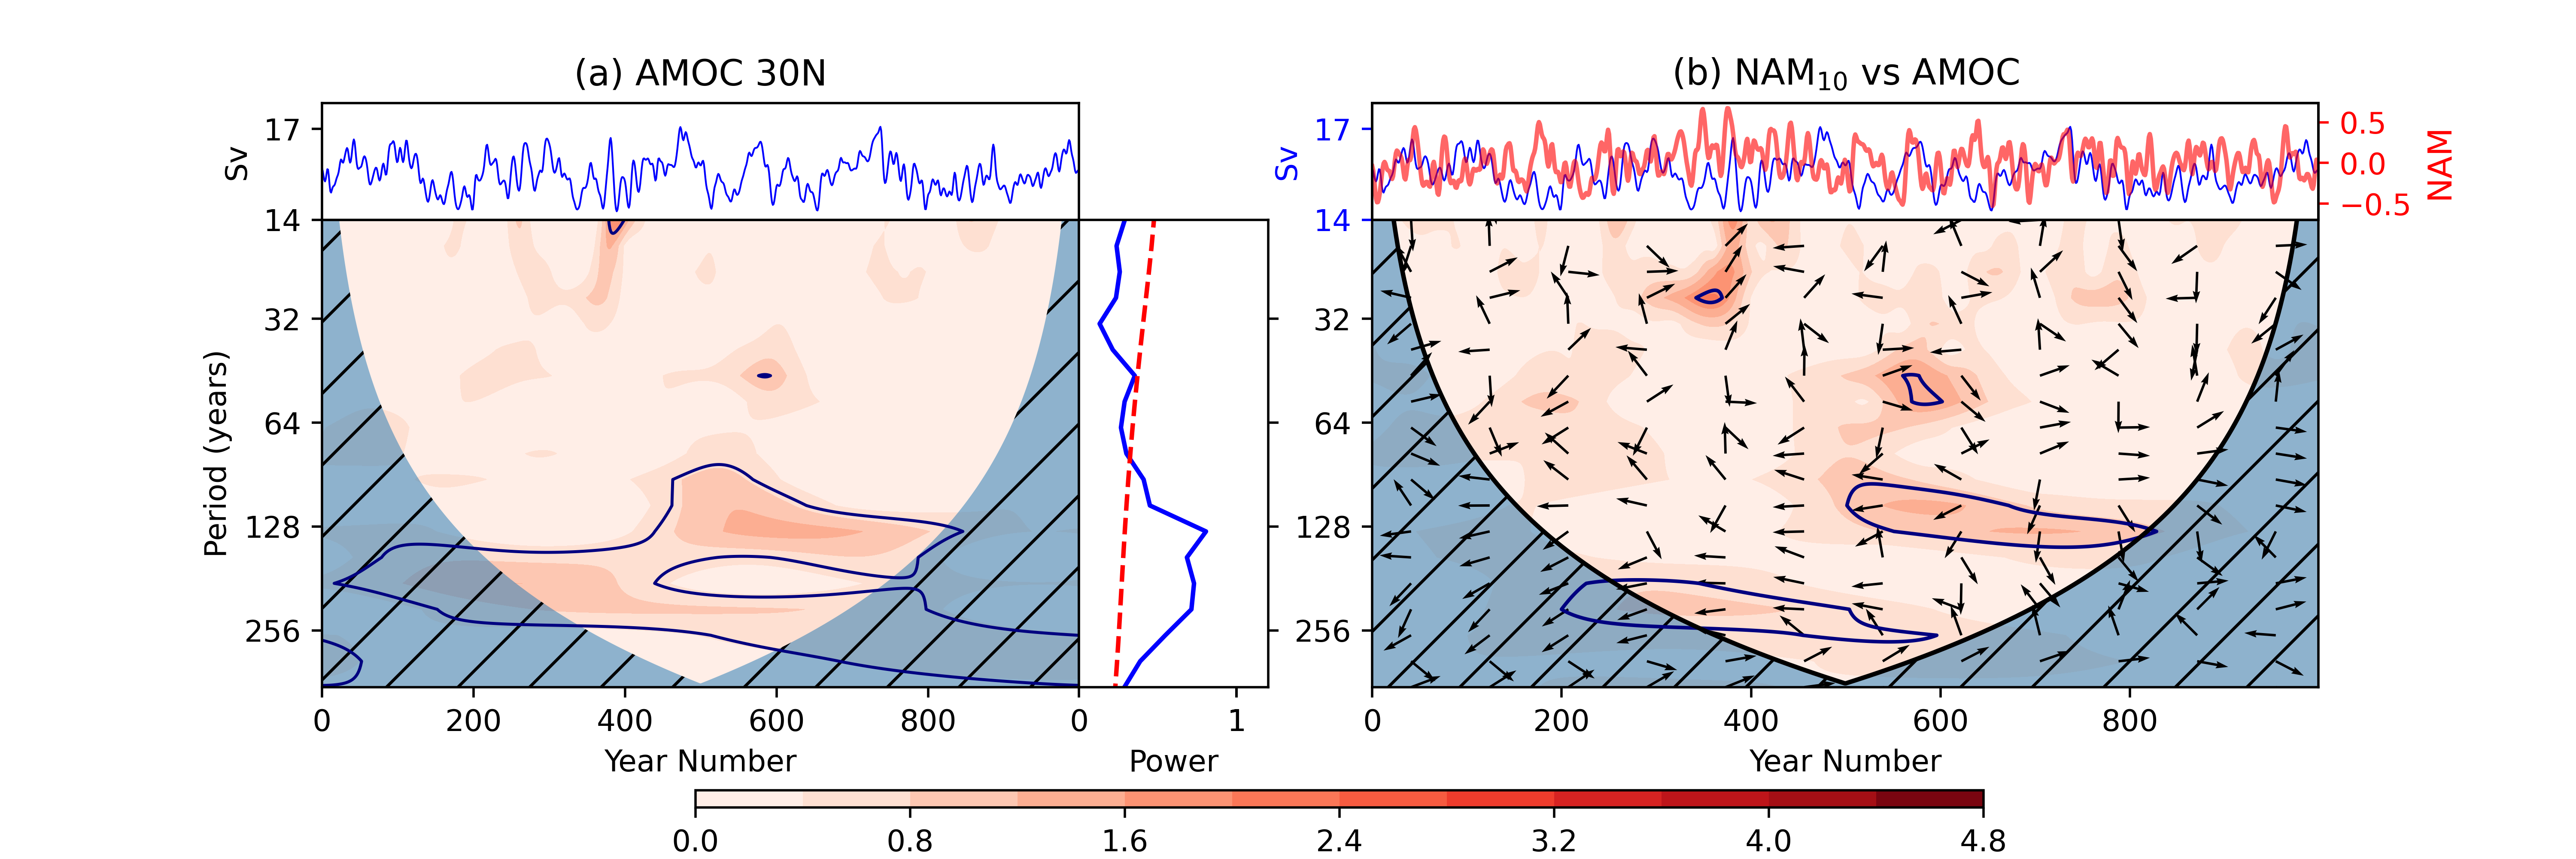 (a) AMOC 30N
(b) NAM₁₀ vs AMOC
Sv
17
14
32
64
128
256
Period (years)
0 200 400 600 800
Year Number
0 1
Power
Sv
17
14
32
64
128
256
0.5
0.0
−0.5
NAM
0 200 400 600 800
Year Number
0.0 0.8 1.6 2.4 3.2 4.0 4.8